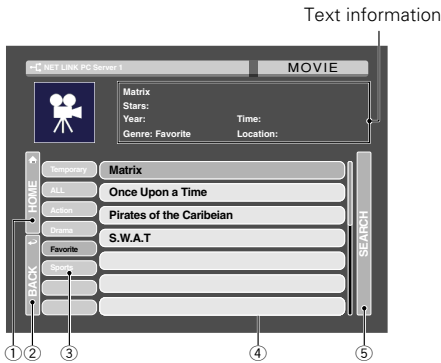 Text information
NET LINK PC Server 1
MOVIE
Matrix
Stars:
Year: Time:
Genre: Favorite Location:
HOME
BACK
Temporary
ALL
Action
Drama
Favorite
Sports
Matrix
Once Upon a Time
Pirates of the Caribeian
S.W.A.T
SEARCH
① ② ③ ④ ⑤